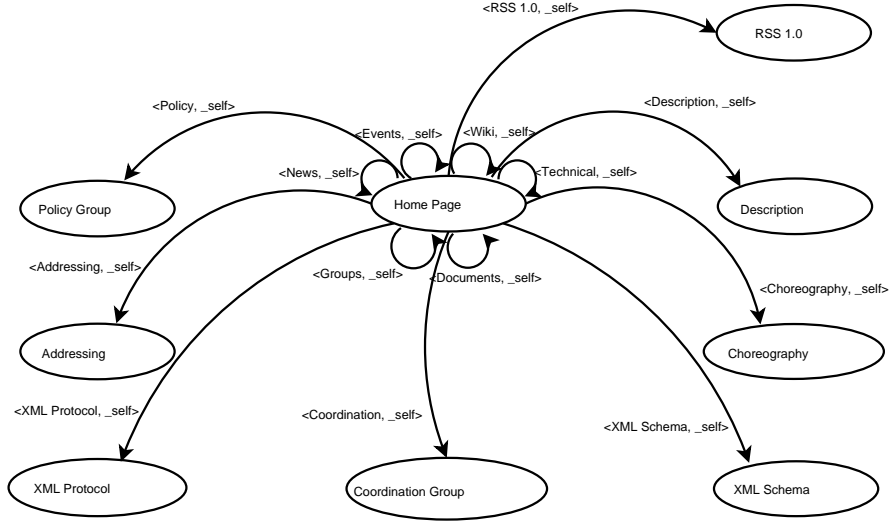 <RSS 1.0, _self>
RSS 1.0
<Policy, _self>
<Description, _self>
<Events, _self>
<Wiki, _self>
<News, _self>
<Technical, _self>
Policy Group
Home Page
Description
<Addressing, _self>
<Groups, _self>
<Documents, _self>
<Choreography, _self>
Addressing
Choreography
<XML Protocol, _self>
<Coordination, _self>
<XML Schema, _self>
XML Protocol
Coordination Group
XML Schema